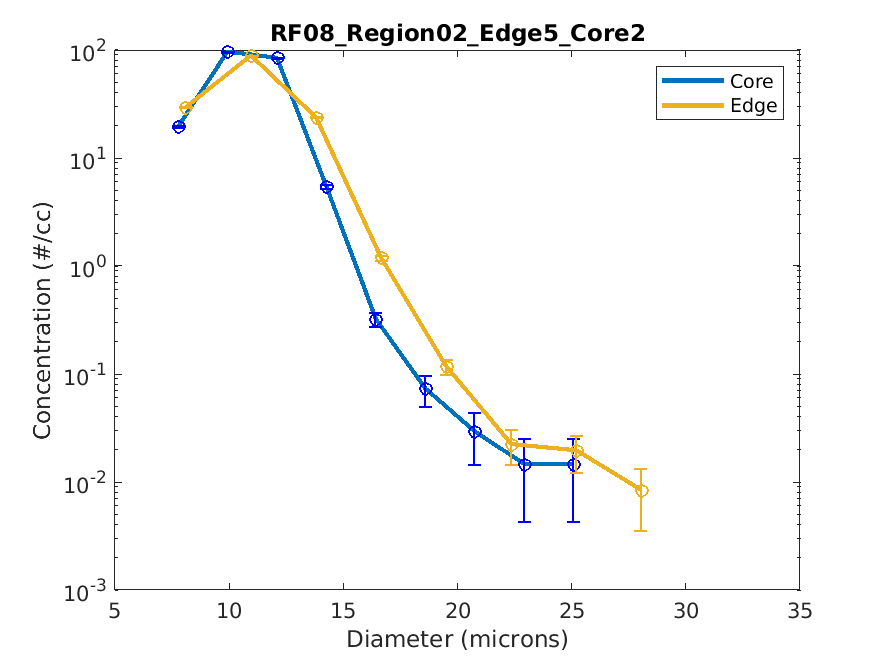 RF08_Region02_Edge5_Core2
Core
Edge
10^2
10^1
10^0
10^-1
10^-2
10^-3
Concentration (#/cc)
5 10 15 20 25 30 35
Diameter (microns)